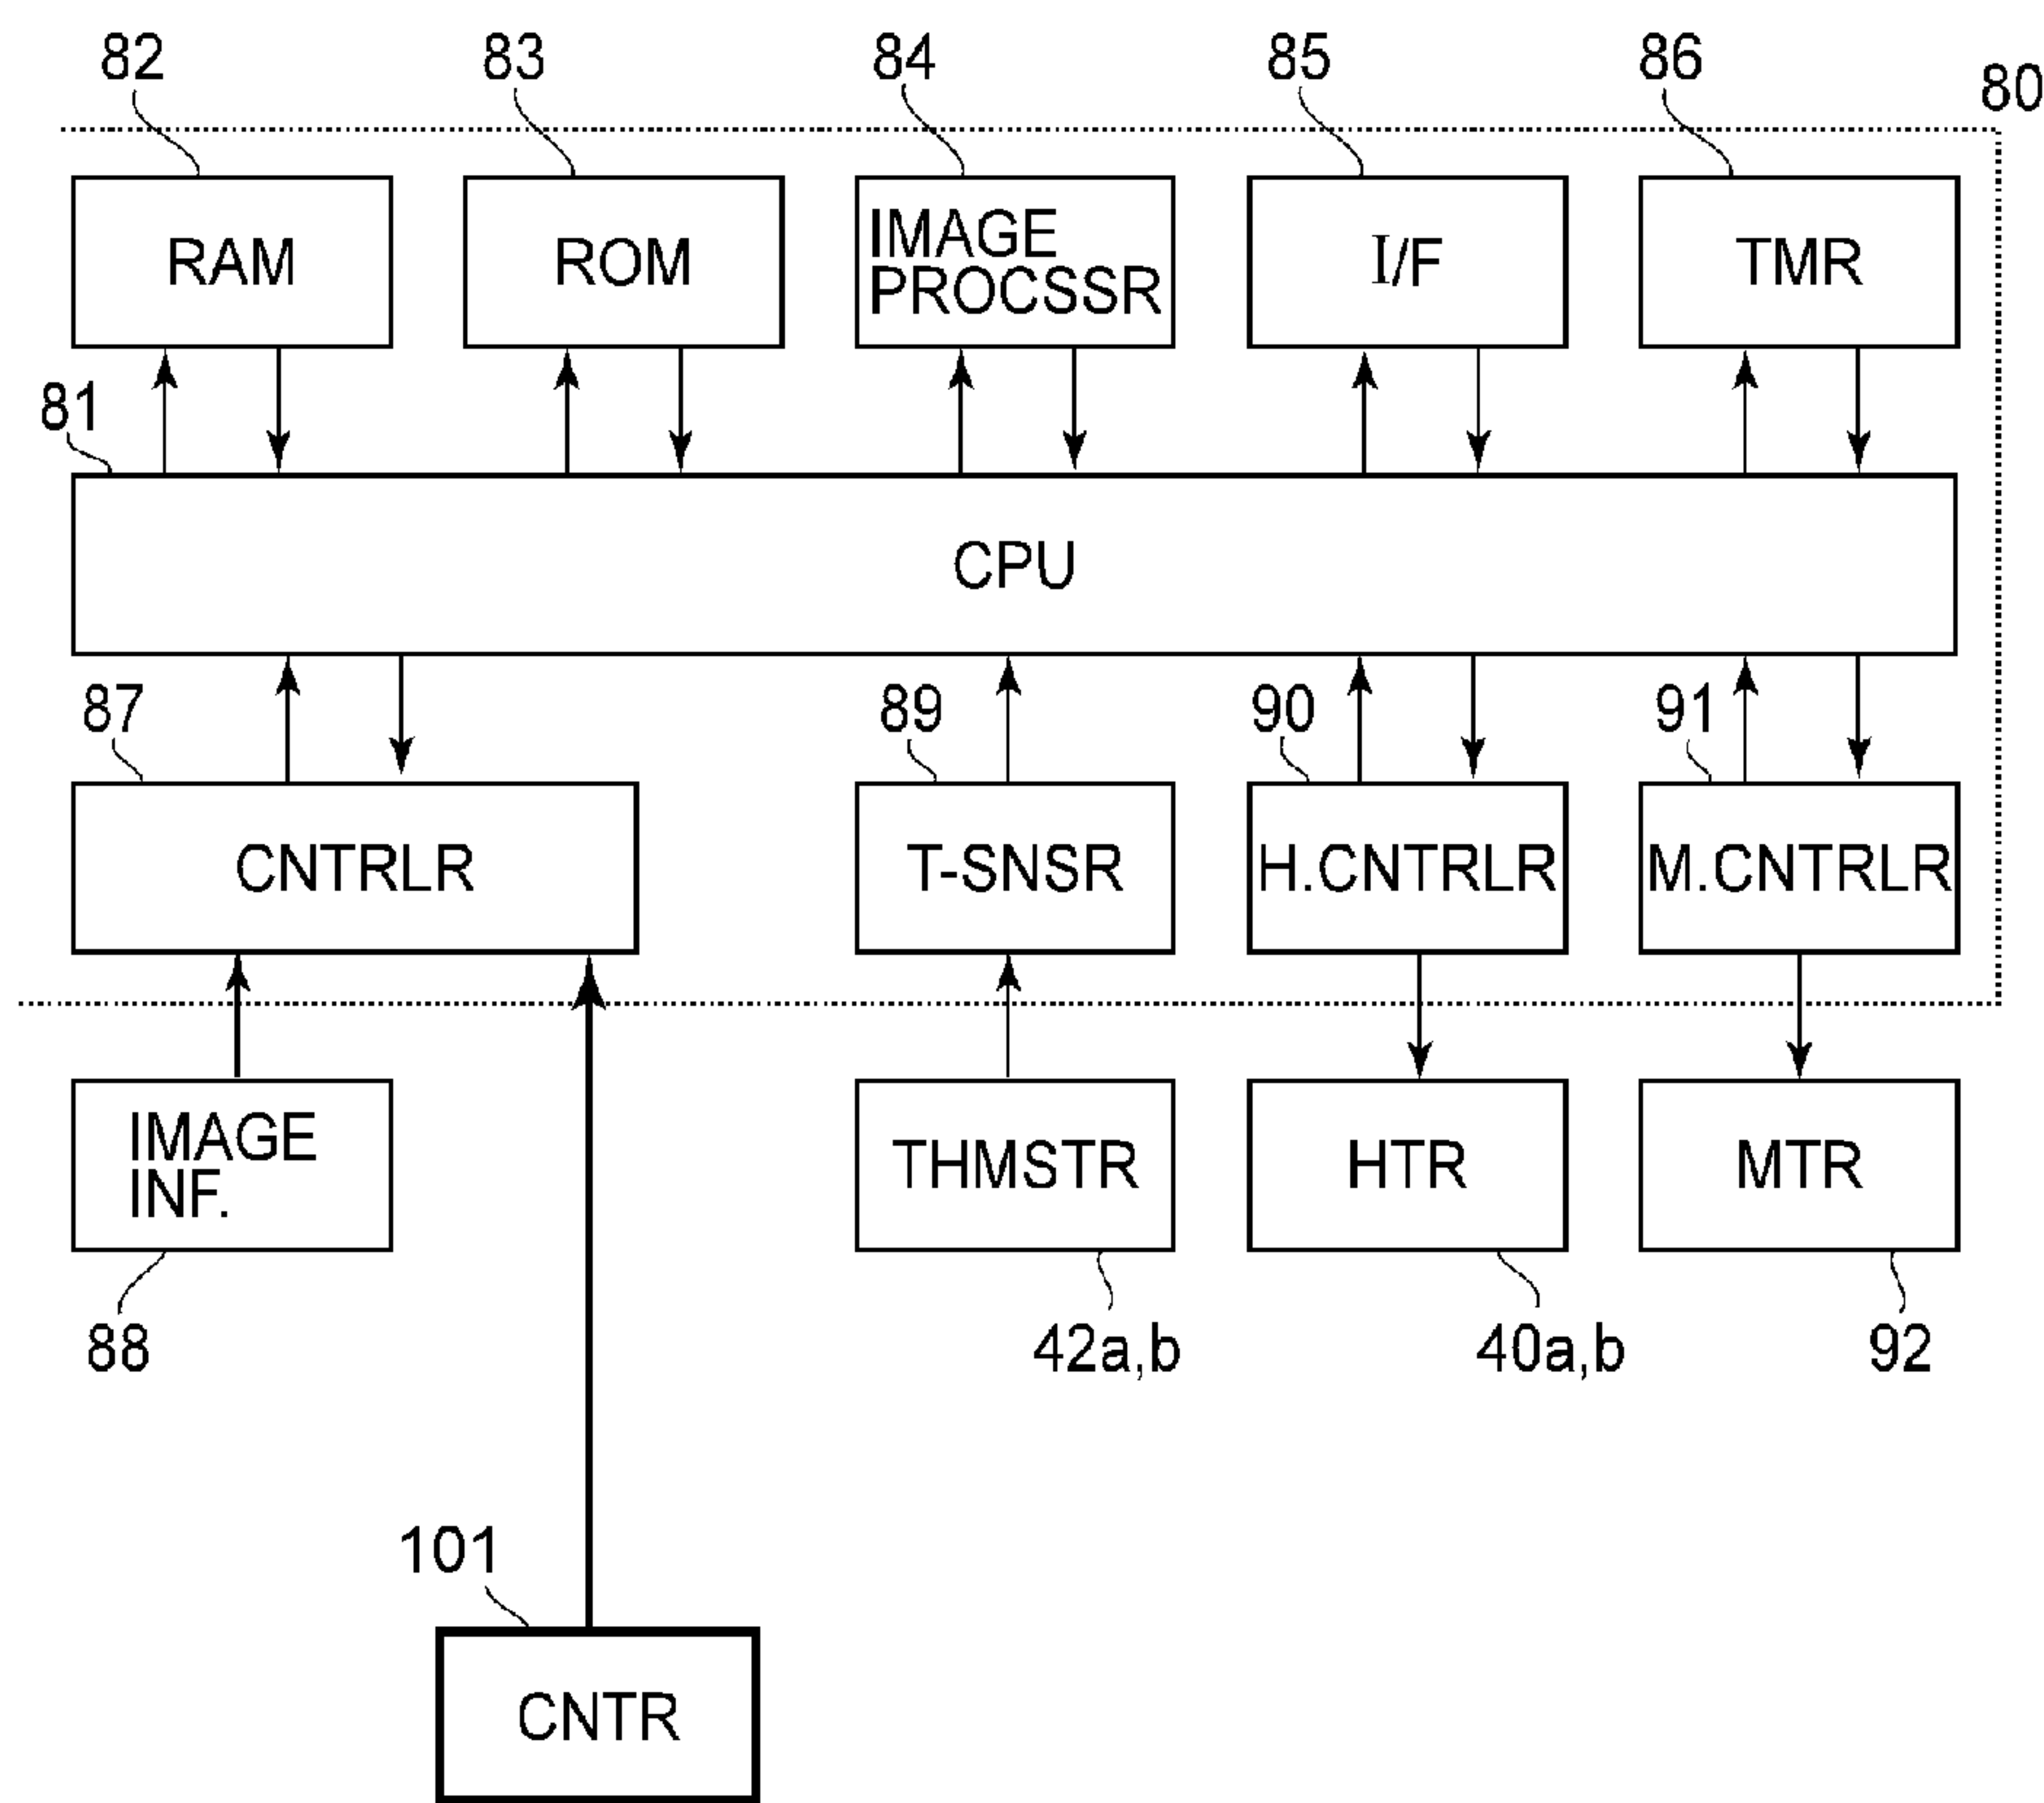 82
83
84
85
86
80
RAM
ROM
IMAGE
PROCSSR
I/F
TMR
81
CPU
87
89
90
91
CNTRLR
T-SNSR
H.CNTRLR
M.CNTRLR
IMAGE
INF.
THMSTR
HTR
MTR
88
42a,b
40a,b
92
101
CNTR